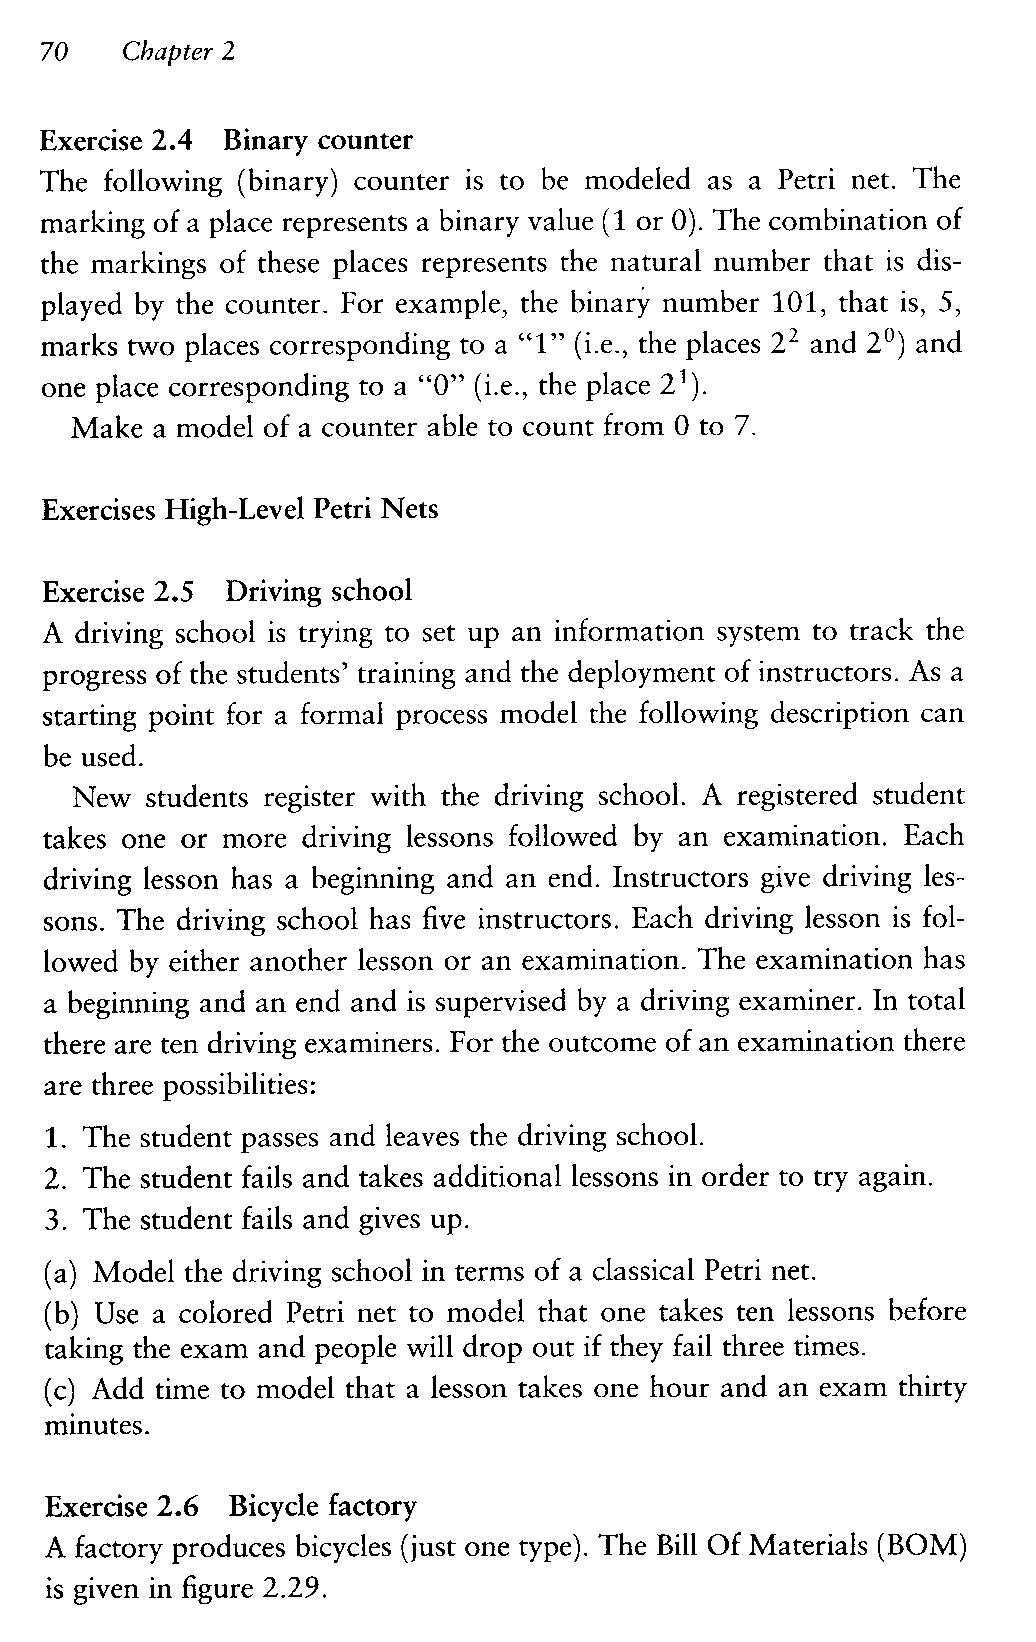 70 Chapter 2
Exercise 2.4 Binary counter
The following (binary) counter is to be modeled as a Petri net. The
marking of a place represents a binary value (1 or 0). The combination of
the markings of these places represents the natural number that is dis-
played by the counter. For example, the binary number 101, that is, 5,
marks two places corresponding to a “1” (i.e., the places 2² and 2⁰) and
one place corresponding to a “0” (i.e., the place 2¹).
Make a model of a counter able to count from 0 to 7.
Exercises High-Level Petri Nets
Exercise 2.5 Driving school
A driving school is trying to set up an information system to track the
progress of the students’ training and the deployment of instructors. As a
starting point for a formal process model the following description can
be used.
New students register with the driving school. A registered student
takes one or more driving lessons followed by an examination. Each
driving lesson has a beginning and an end. Instructors give driving les-
sons. The driving school has five instructors. Each driving lesson is fol-
lowed by either another lesson or an examination. The examination has
a beginning and an end and is supervised by a driving examiner. In total
there are ten driving examiners. For the outcome of an examination there
are three possibilities:
1. The student passes and leaves the driving school.
2. The student fails and takes additional lessons in order to try again.
3. The student fails and gives up.
(a) Model the driving school in terms of a classical Petri net.
(b) Use a colored Petri net to model that one takes ten lessons before
taking the exam and people will drop out if they fail three times.
(c) Add time to model that a lesson takes one hour and an exam thirty
minutes.
Exercise 2.6 Bicycle factory
A factory produces bicycles (just one type). The Bill Of Materials (BOM)
is given in figure 2.29.